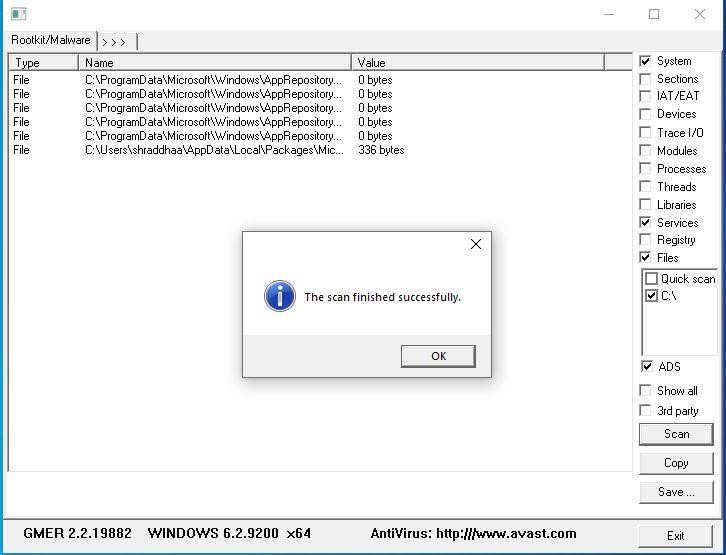 Rootkit/Malware > > >
Type Name Value
File C:\ProgramData\Microsoft\Windows\AppRepository... 0 bytes
File C:\ProgramData\Microsoft\Windows\AppRepository... 0 bytes
File C:\ProgramData\Microsoft\Windows\AppRepository... 0 bytes
File C:\ProgramData\Microsoft\Windows\AppRepository... 0 bytes
File C:\ProgramData\Microsoft\Windows\AppRepository... 0 bytes
File C:\Users\shraddhaa\AppData\Local\Packages\Mic... 336 bytes
System
Sections
IAT/EAT
Devices
Trace I/O
Modules
Processes
Threads
Libraries
Services
Registry
Files
Quick scan
C:\
ADS
Show all
3rd party
Scan
Copy
Save ...
The scan finished successfully.
OK
GMER 2.2.19882 WINDOWS 6.2.9200 x64 AntiVirus: http://www.avast.com
Exit